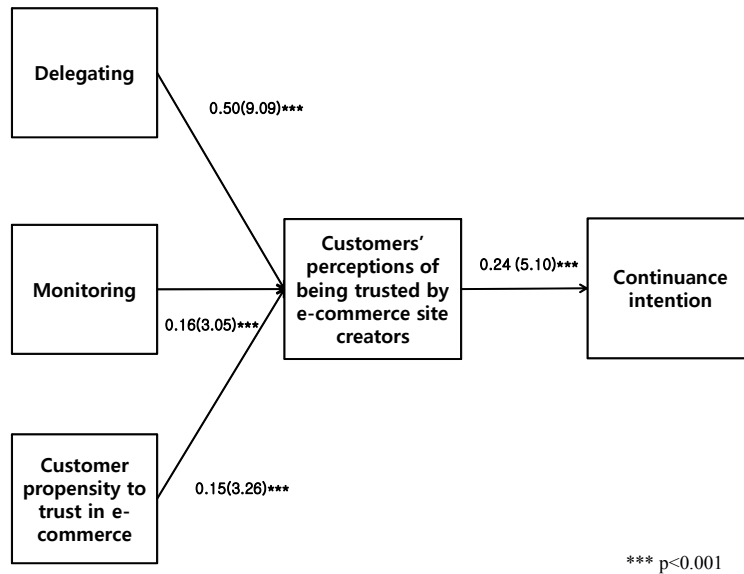 Delegating
0.50(9.09)***
Monitoring
0.16(3.05)***
Customers’
perceptions of
being trusted by
e-commerce site
creators
0.24 (5.10)***
Continuance
intention
Customer
propensity to
trust in e-
commerce
0.15(3.26)***
*** p<0.001